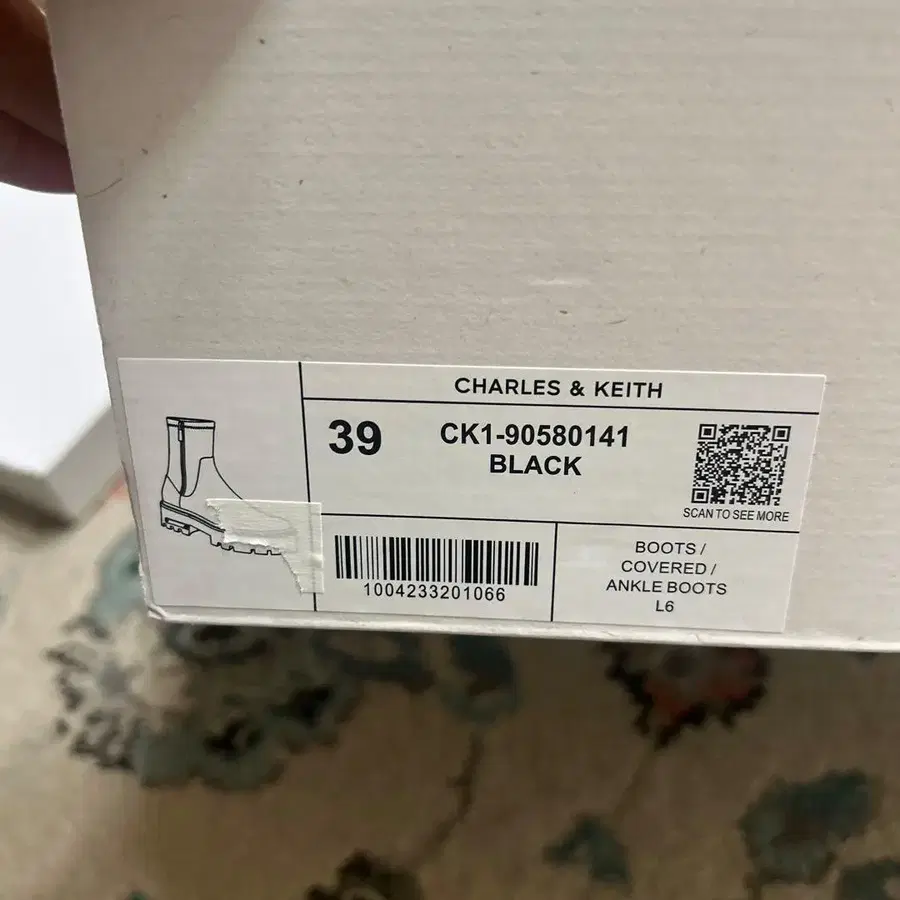 CHARLES & KEITH
39
CK1-90580141
BLACK
SCAN TO SEE MORE
1004233201066
BOOTS /
COVERED /
ANKLE BOOTS
L6